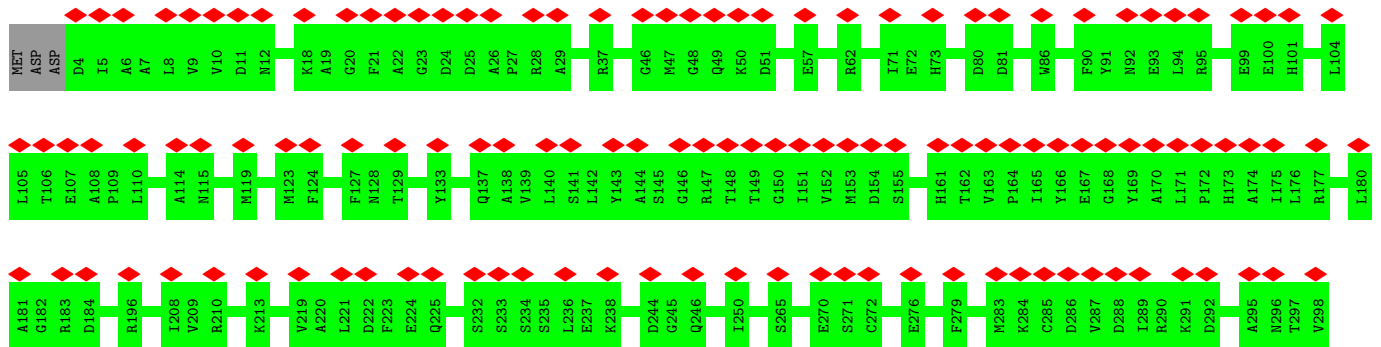 MET ASP ASP D4 I5 A6 A7 L8 V9 V10 D11 N12 K18 A19 G20 F21 A22 G23 D24 D25 A26 P27 R28 A29 R37 G46 M47 G48 Q49 K50 D51 E57 R62 I71 E72 H73 D80 D81 W86 F90 Y91 N92 E93 L94 R95 E99 E100 H101 L104
L105 T106 E107 A108 P109 L110 A114 N115 M119 M123 F124 F127 N128 T129 Y133 Q137 A138 V139 L140 S141 L142 Y143 A144 S145 G146 R147 T148 T149 G150 I151 V152 M153 D154 S155 H161 T162 V163 P164 I165 Y166 E167 G168 Y169 A170 L171 P172 H173 A174 I175 L176 R177 L180
A181 G182 R183 D184 R196 I208 V209 R210 K213 V219 A220 L221 D222 F223 E224 Q225 S232 S233 S234 S235 L236 E237 K238 D244 G245 Q246 I250 S265 E270 S271 C272 E276 F279 M283 K284 C285 D286 V287 D288 I289 R290 K291 D292 A295 N296 T297 V298